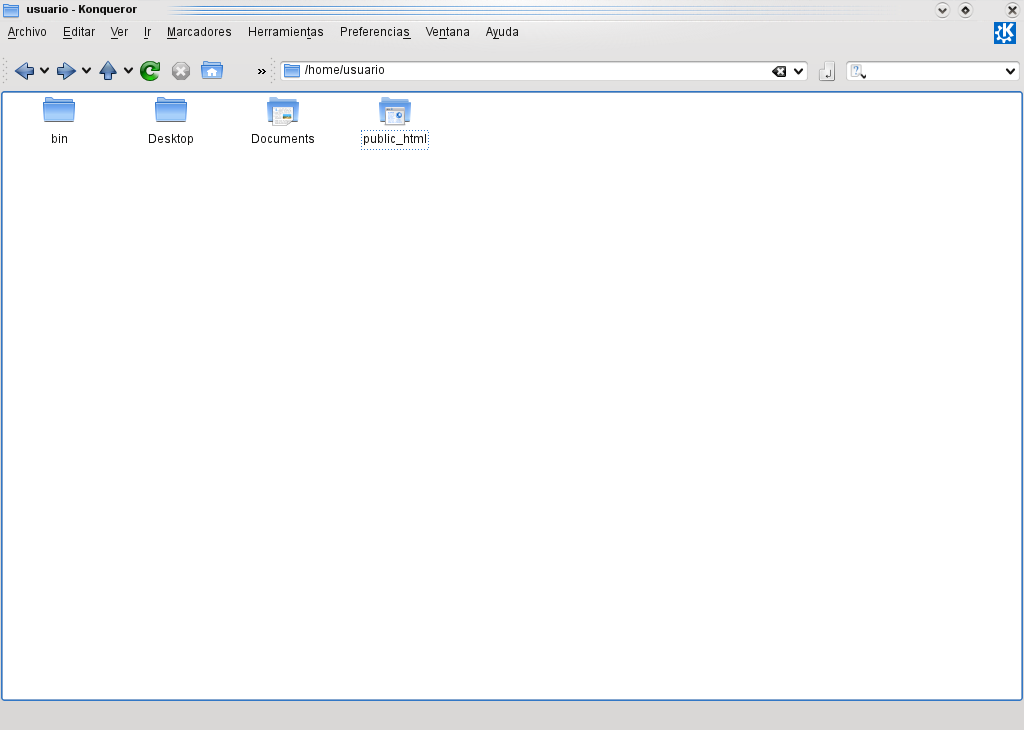 usuario - Konqueror
Archivo Editar Ver Ir Marcadores Herramientas Preferencias Ventana Ayuda
/home/usuario
bin Desktop Documents public_html